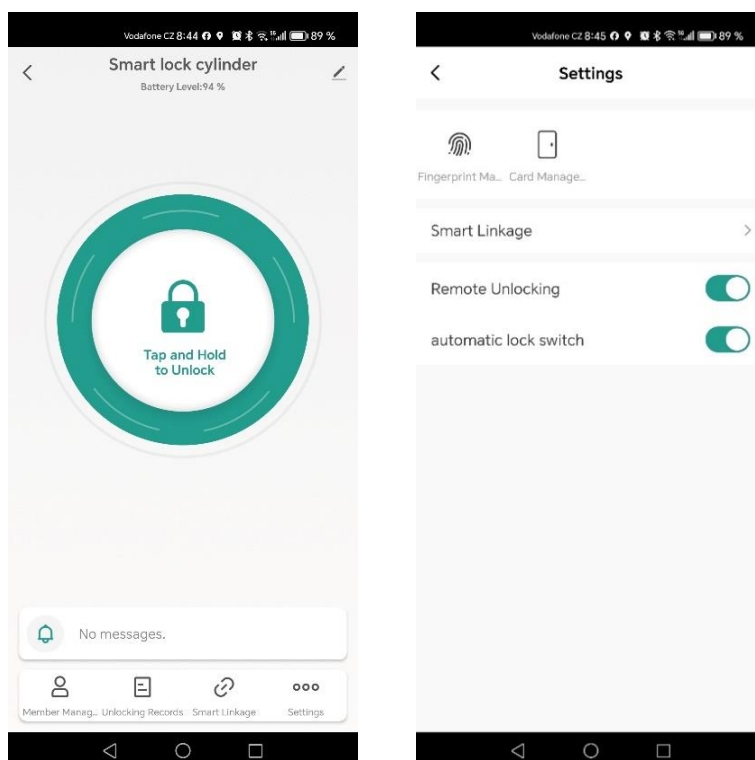 Vodafone CZ 8:44 89 %
Smart lock cylinder
Battery Level:94 %
Tap and Hold
to Unlock
No messages.
Member Manag... Unlocking Records Smart Linkage Settings
Vodafone CZ 8:45 89 %
Settings
Fingerprint Ma... Card Manage...
Smart Linkage
Remote Unlocking
automatic lock switch